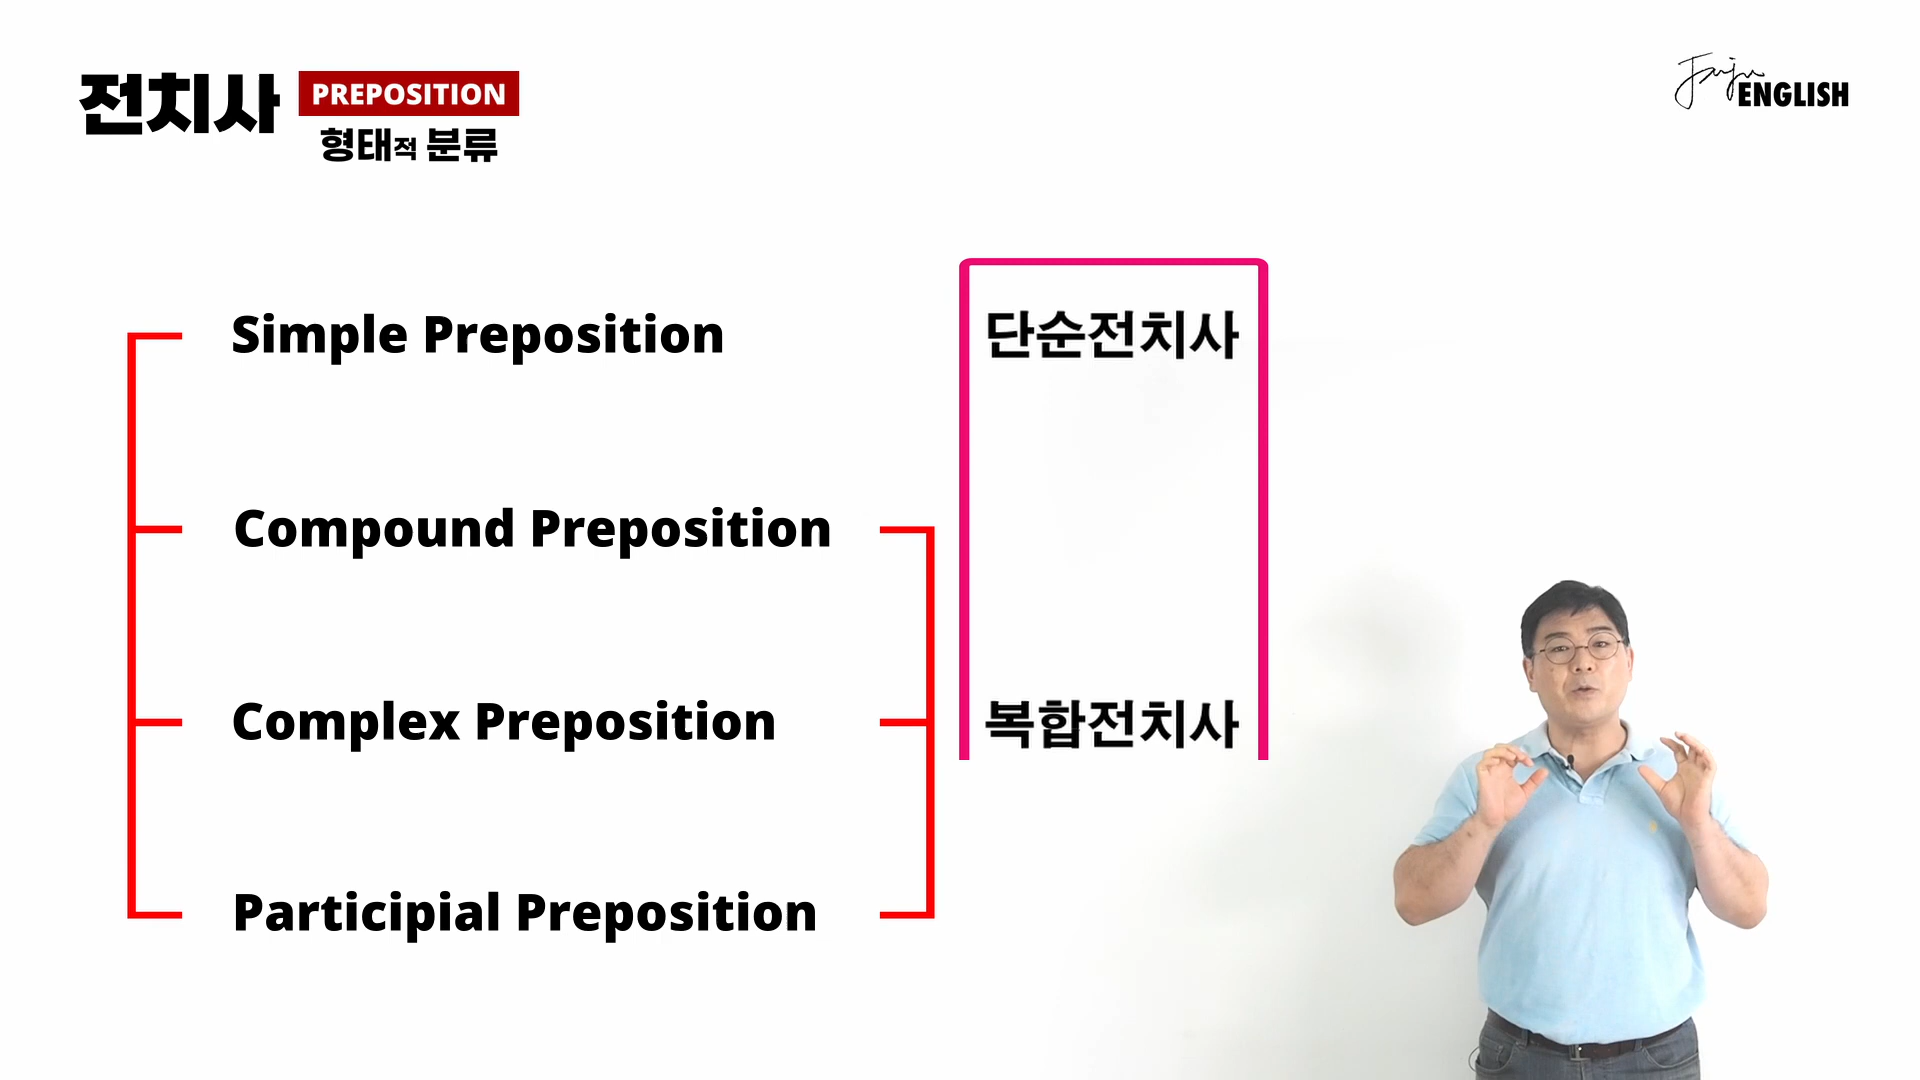 전치사 PREPOSITION
형태적 분류
ENGLISH
Simple Preposition 단순전치사
Compound Preposition
Complex Preposition 복합전치사
Participial Preposition